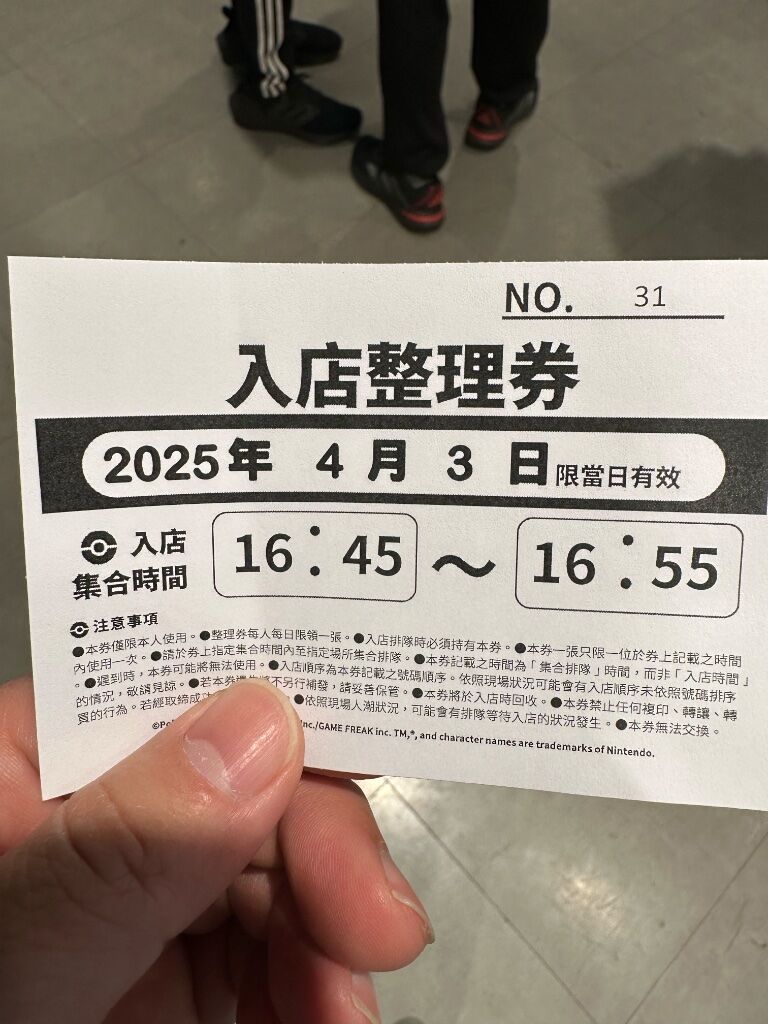 NO. 31
入店整理券
2025年 4月 3日 限當日有效
入店 集合時間 16:45 ～ 16:55
注意事項
●本券僅限本人使用。●整理券每人每日限領一張。●入店排隊時必須持有本券。●本券一張只限一位於券上記載之時間
內使用一次。●請於券上指定集合時間內至指定場所集合排隊。●本券記載之時間為「集合排隊」時間，而非「入店時間」
。●遲到時，本券可能將無法使用。●入店順序為本券記載之號碼順序。依照現場狀況可能會有入店順序未依照號碼排序
的情況，敬請見諒。●若本券遺失將不另行補發，請妥善保管。●本券將於入店時回收。●本券禁止任何複印、轉讓、轉
賣的行為。若經取締成 ●依照現場人潮狀況，可能會有排隊等待入店的狀況發生。●本券無法交換。
Inc./GAME FREAK inc. TM,®, and character names are trademarks of Nintendo.